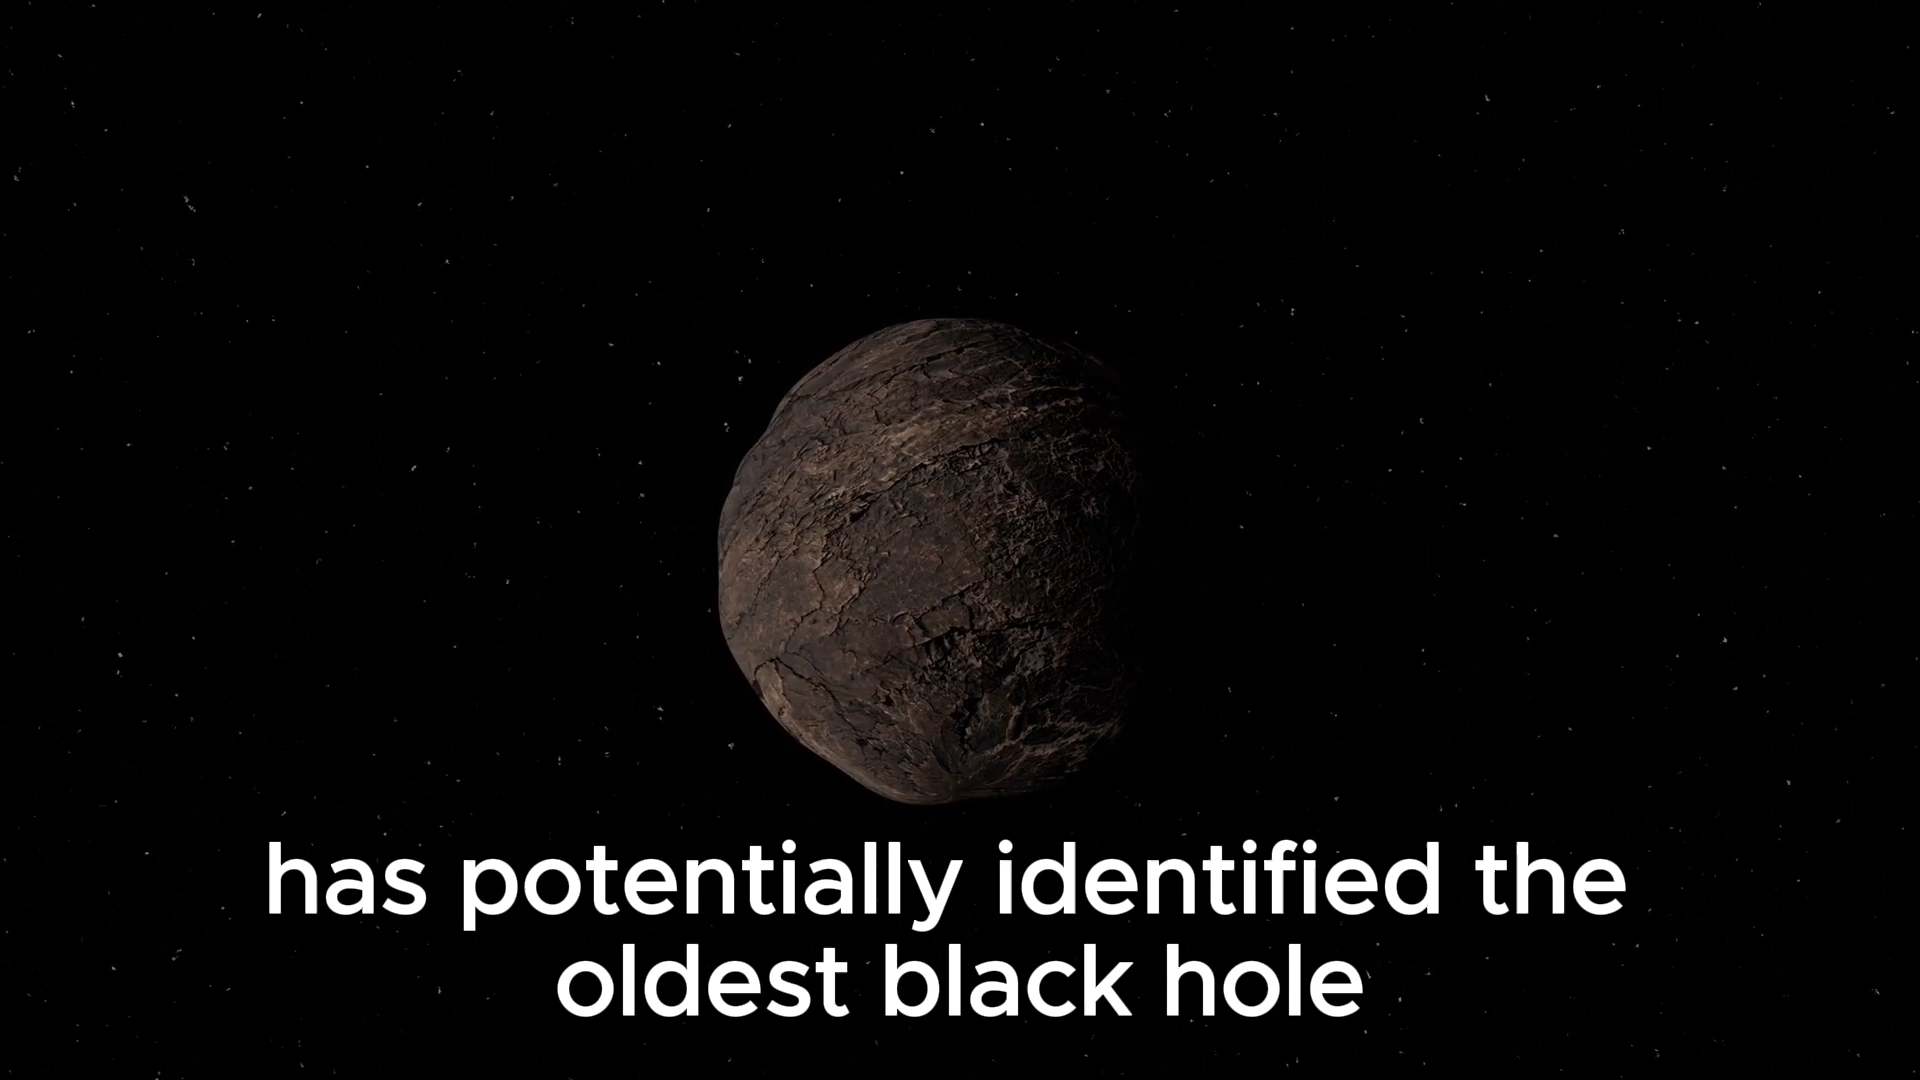 has potentially identified the
oldest black hole